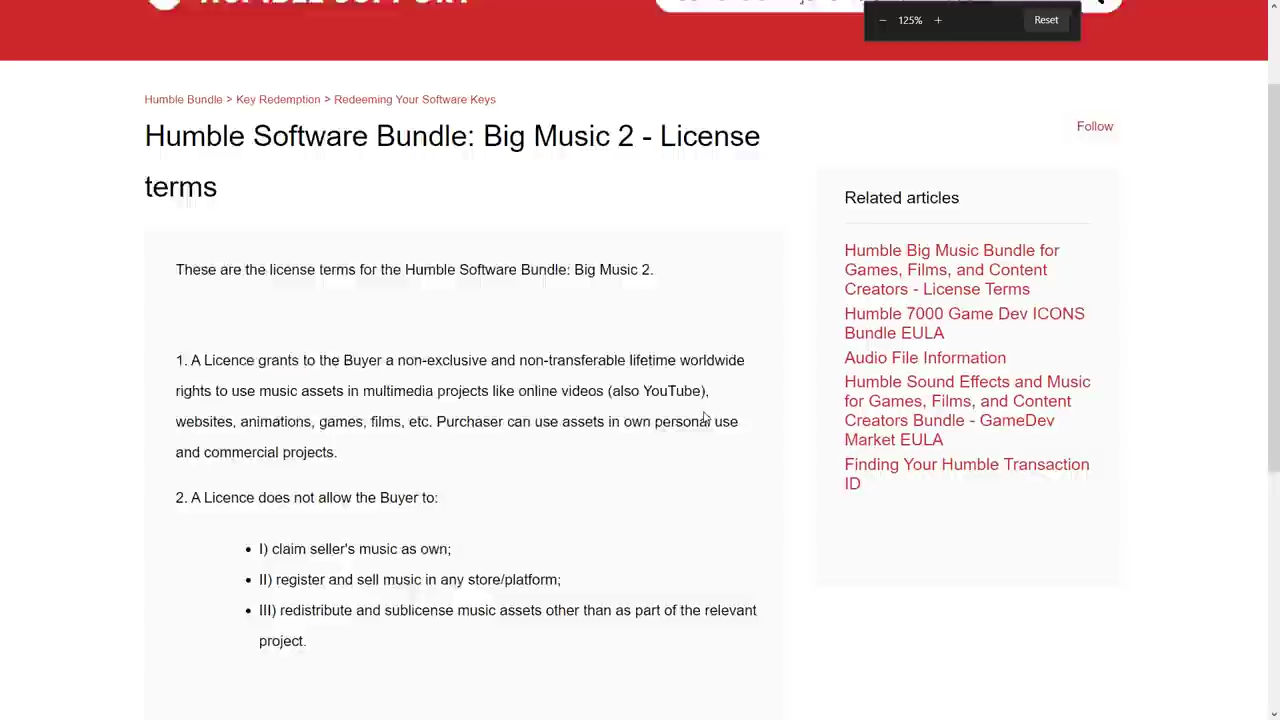 HUMBLE SUPPORT
125%
Reset
Humble Bundle > Key Redemption > Redeeming Your Software Keys
Humble Software Bundle: Big Music 2 - License
terms
Follow
These are the license terms for the Humble Software Bundle: Big Music 2.
1. A Licence grants to the Buyer a non-exclusive and non-transferable lifetime worldwide
rights to use music assets in multimedia projects like online videos (also YouTube),
websites, animations, games, films, etc. Purchaser can use assets in own personal use
and commercial projects.
2. A Licence does not allow the Buyer to:
• I) claim seller's music as own;
• II) register and sell music in any store/platform;
• III) redistribute and sublicense music assets other than as part of the relevant
project.
Related articles
Humble Big Music Bundle for
Games, Films, and Content
Creators - License Terms
Humble 7000 Game Dev ICONS
Bundle EULA
Audio File Information
Humble Sound Effects and Music
for Games, Films, and Content
Creators Bundle - GameDev
Market EULA
Finding Your Humble Transaction
ID